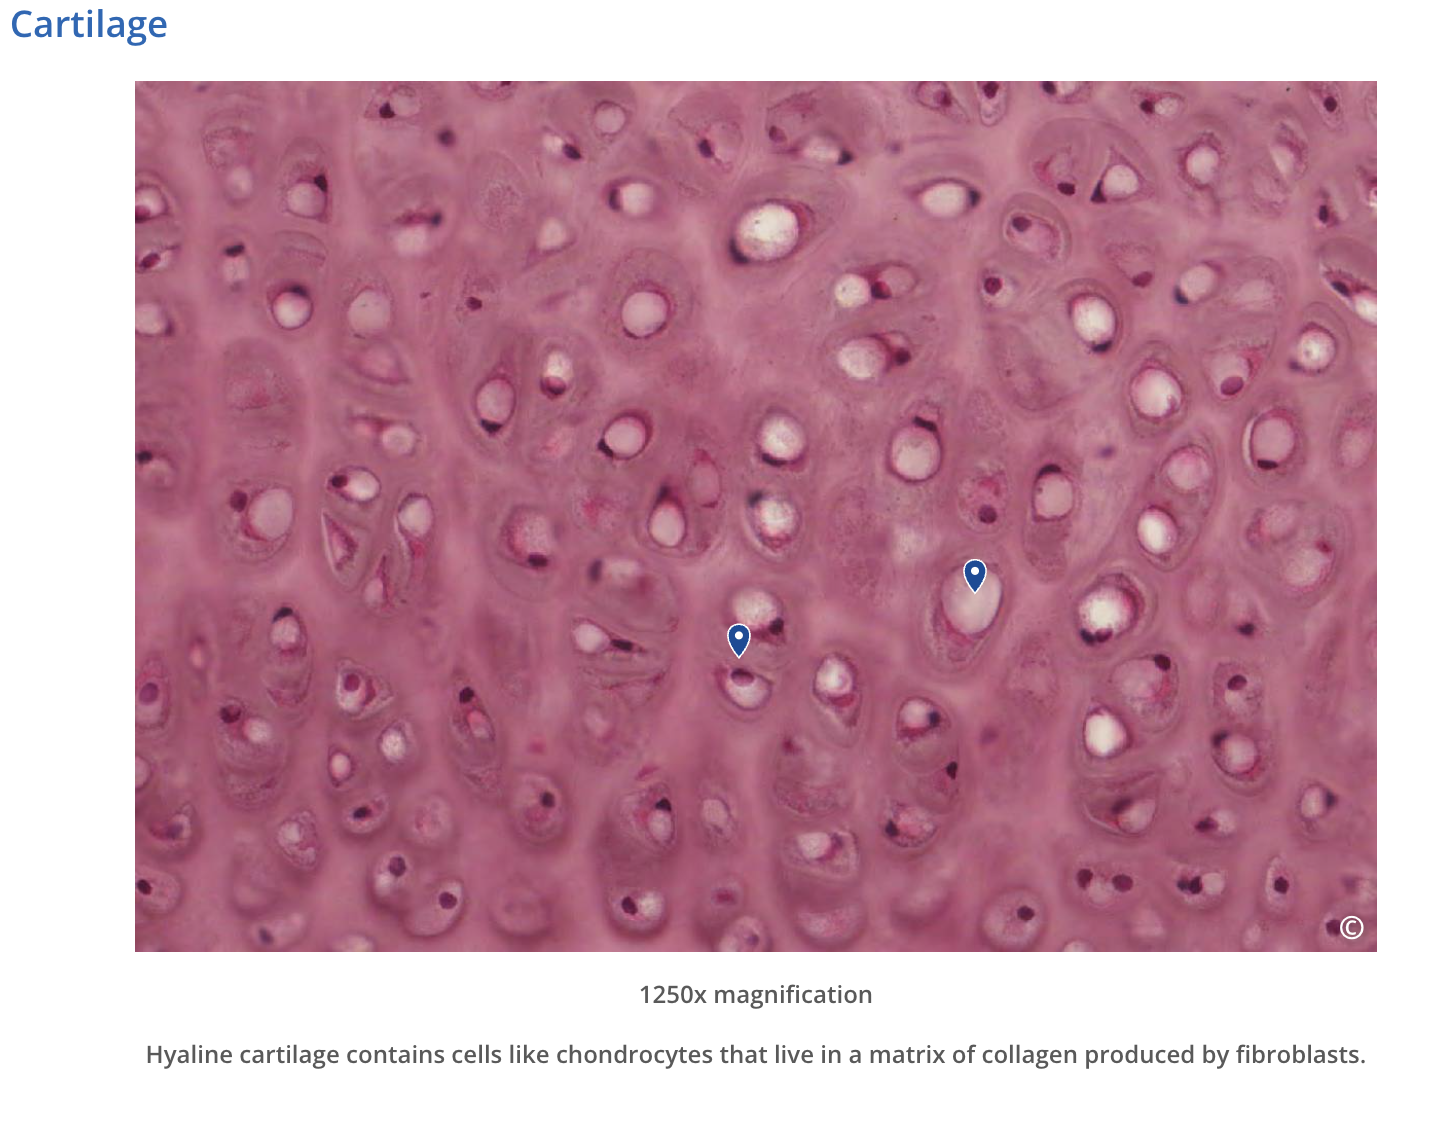 Cartilage
©
1250x magnification
Hyaline cartilage contains cells like chondrocytes that live in a matrix of collagen produced by fibroblasts.